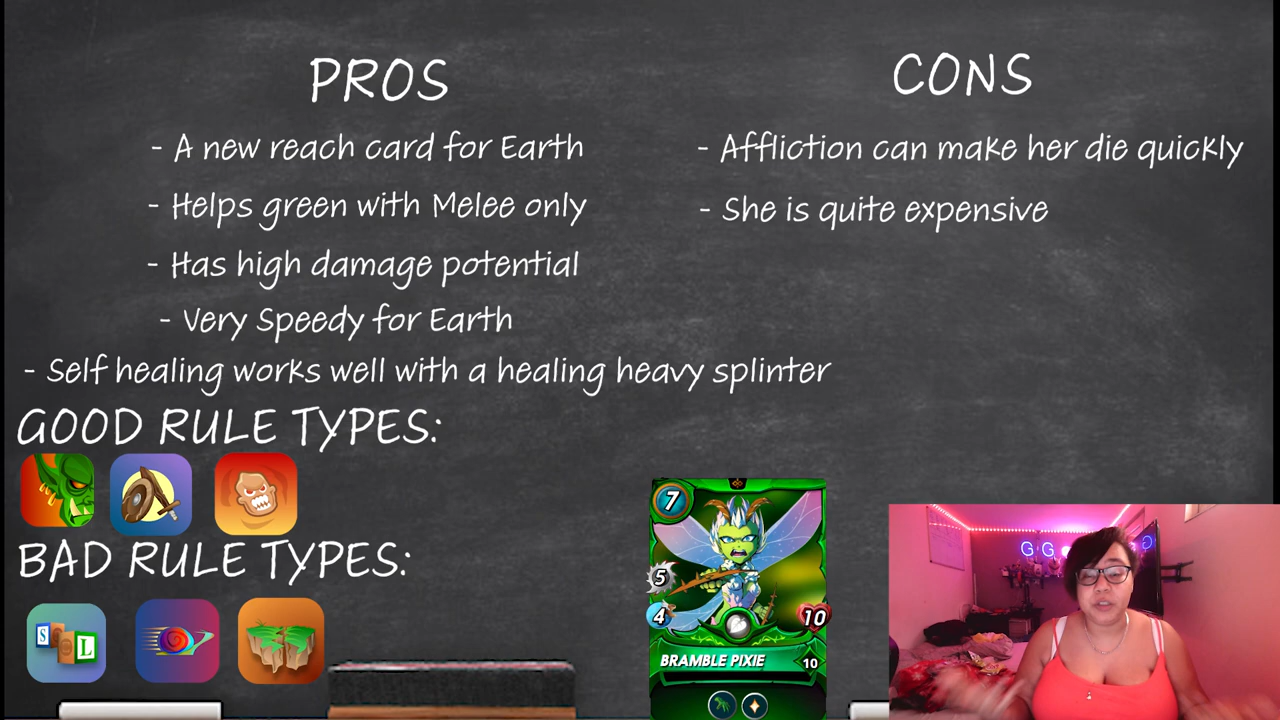 PROS
- A new reach card for Earth
- Helps green with Melee only
- Has high damage potential
- Very Speedy for Earth
- Self healing works well with a healing heavy splinter
CONS
- Affliction can make her die quickly
- She is quite expensive
GOOD RULE TYPES:
BAD RULE TYPES:
S L
7
5
4
10
BRAMBLE PIXIE
10
G G